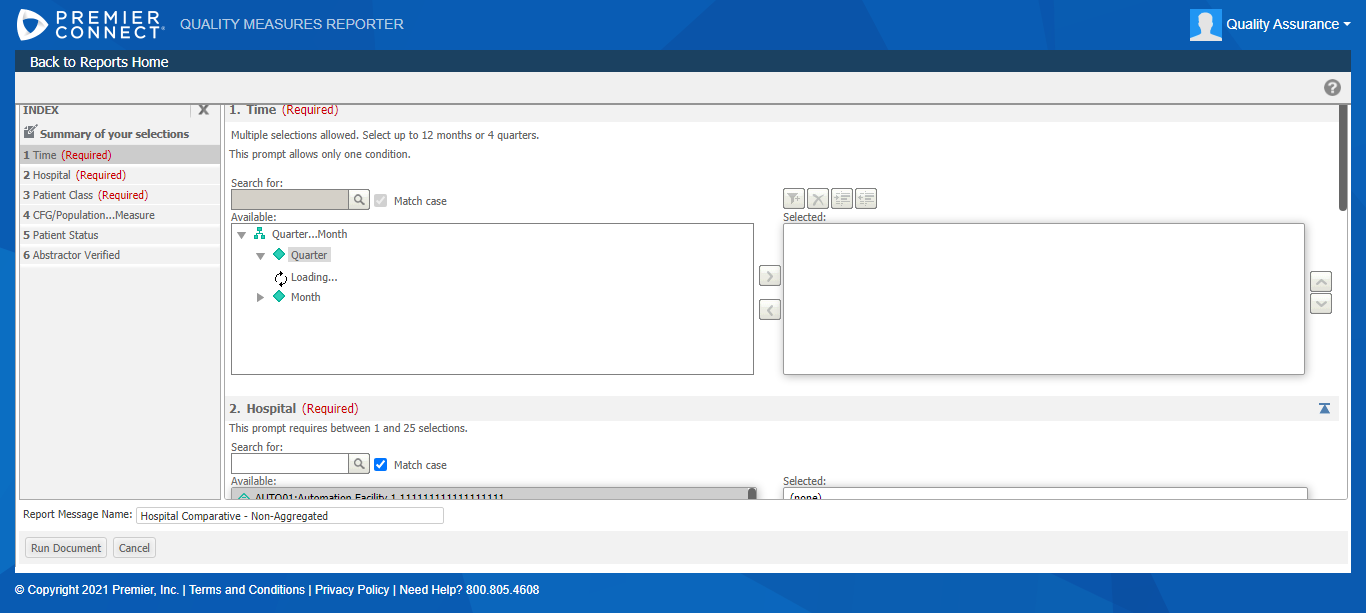 PREMIER CONNECT QUALITY MEASURES REPORTER
Quality Assurance
Back to Reports Home
INDEX X
Summary of your selections
1 Time (Required)
2 Hospital (Required)
3 Patient Class (Required)
4 CFG/Population...Measure
5 Patient Status
6 Abstractor Verified
1. Time (Required)
Multiple selections allowed. Select up to 12 months or 4 quarters.
This prompt allows only one condition.
Search for:
Match case
Available:
Quarter...Month
Quarter
Loading...
Month
Selected:
2. Hospital (Required)
This prompt requires between 1 and 25 selections.
Search for:
Match case
Available:
AUTO01:Automation Facility 1
Selected:
(none)
Report Message Name: Hospital Comparative - Non-Aggregated
Run Document Cancel
© Copyright 2021 Premier, Inc. | Terms and Conditions | Privacy Policy | Need Help? 800.805.4608